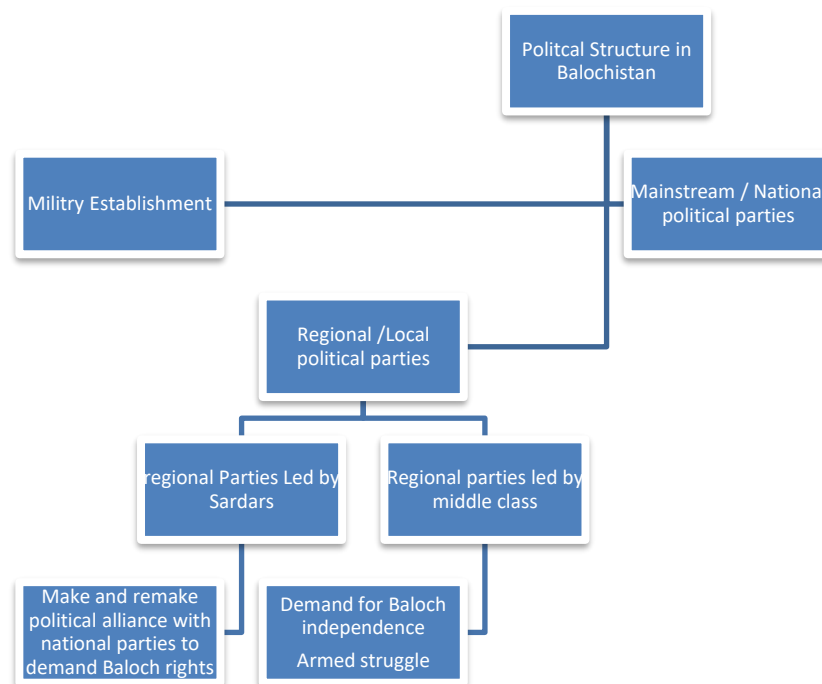 Politcal Structure in
Balochistan
Militry Establishment
Mainstream / National
political parties
Regional /Local
political parties
regional Parties Led by
Sardars
Regional parties led by
middle class
Make and remake
political alliance with
national parties to
demand Baloch rights
Demand for Baloch
independence
Armed struggle